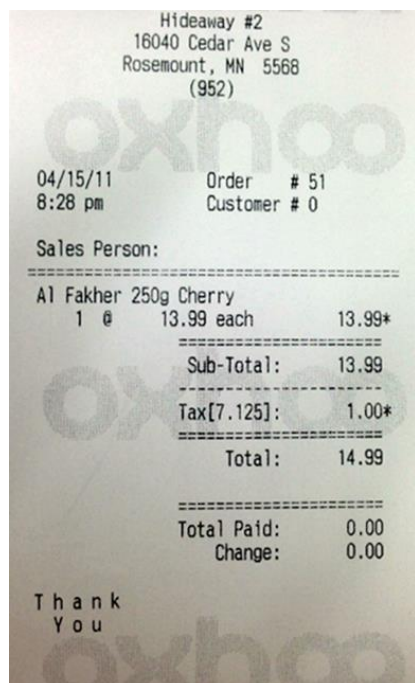 Hideaway #2
16040 Cedar Ave S
Rosemount, MN 5568
(952)
04/15/11 Order # 51
8:28 pm Customer # 0
Sales Person:
Al Fakher 250g Cherry
1 @ 13.99 each 13.99*
Sub-Total: 13.99
Tax[7.125]: 1.00*
Total: 14.99
Total Paid: 0.00
Change: 0.00
Thank
You